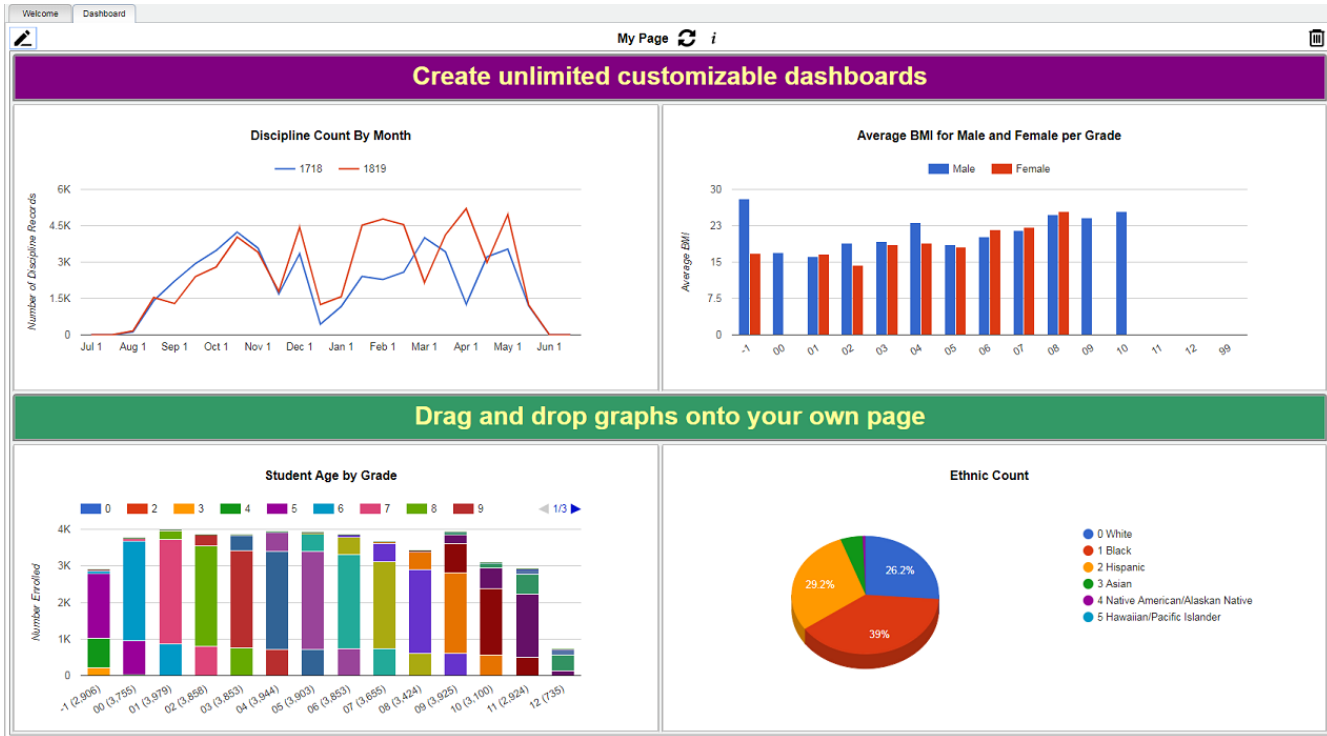 Welcome
Dashboard
My Page i
Create unlimited customizable dashboards
Discipline Count By Month
1718 1819
Number of Discipline Records
6K
4.5K
3K
1.5K
0
Jul 1 Aug 1 Sep 1 Oct 1 Nov 1 Dec 1 Jan 1 Feb 1 Mar 1 Apr 1 May 1 Jun 1
Average BMI for Male and Female per Grade
Male Female
Average BMI
30
23
15
7.5
0
-1 00 01 02 03 04 05 06 07 08 09 10 11 12 99
Drag and drop graphs onto your own page
Student Age by Grade
0 2 3 4 5 6 7 8 9 1/3
Number Enrolled
4K
3K
2K
1K
0
-1 (2,906) 00 (3,755) 01 (3,979) 02 (3,858) 03 (3,853) 04 (3,944) 05 (3,903) 06 (3,853) 07 (3,655) 08 (3,424) 09 (3,925) 10 (3,100) 11 (2,924) 12 (735)
Ethnic Count
26.2%
29.2%
39%
0 White
1 Black
2 Hispanic
3 Asian
4 Native American/Alaskan Native
5 Hawaiian/Pacific Islander